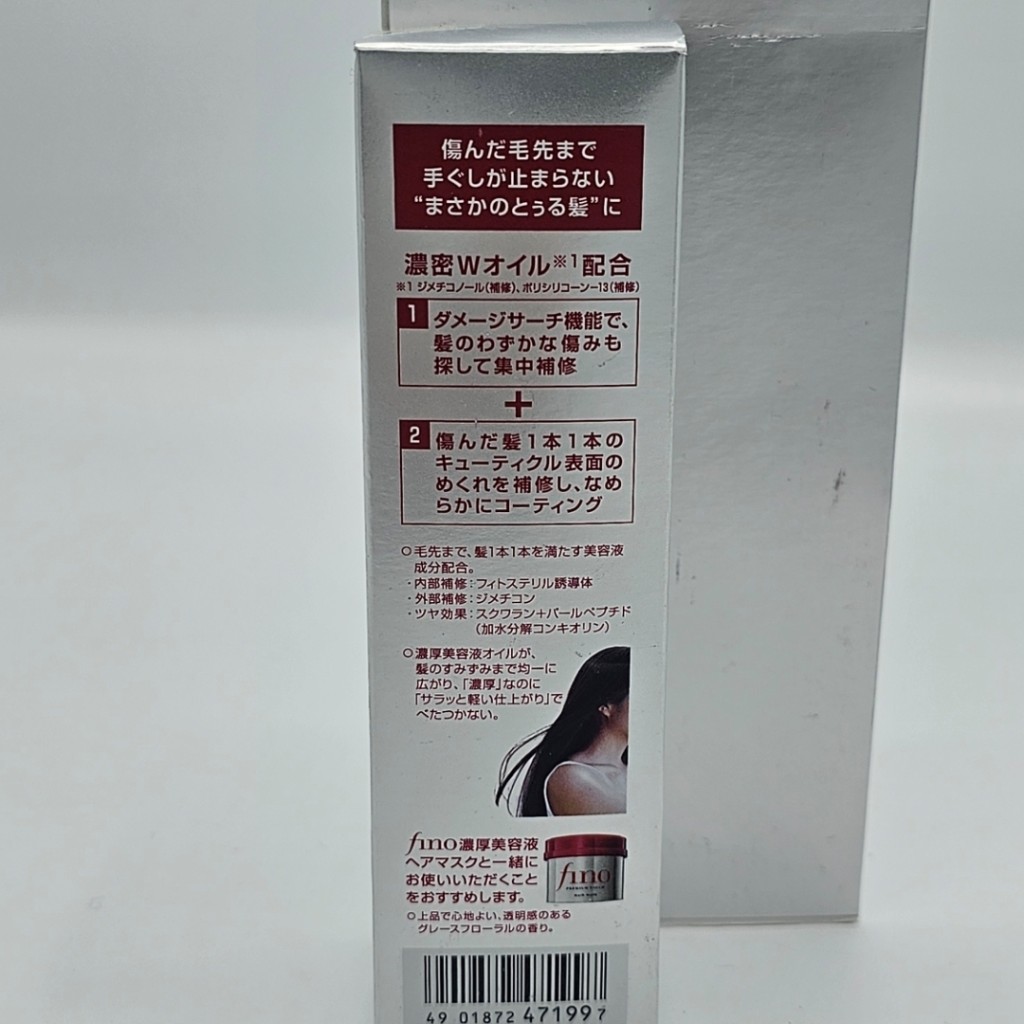 傷んだ毛先まで
手ぐしが止まらない
“まさかのとぅる髪”に
濃密Wオイル※1配合
※1 ジメチコノール(補修)、ポリシリコーン-13(補修)
1 ダメージサーチ機能で、
髪のわずかな傷みも
探して集中補修
+
2 傷んだ髪1本1本の
キューティクル表面の
めくれを補修し、なめ
らかにコーティング
○毛先まで、髪1本1本を満たす美容液
成分配合。
・内部補修:フィトステリル誘導体
・外部補修:ジメチコン
・ツヤ効果:スクワラン+パールペプチド
(加水分解コンキオリン)
○濃厚美容液オイルが、
髪のすみずみまで均一に
広がり、「濃厚」なのに
「サラッと軽い仕上がり」で
べたつかない。
fino濃厚美容液
ヘアマスクと一緒に
お使いいただくこと
をおすすめします。
fino
PREMIUM TOUCH
HAIR MASK
○上品で心地よい、透明感のある
グレースフローラルの香り。
49 01872 471997